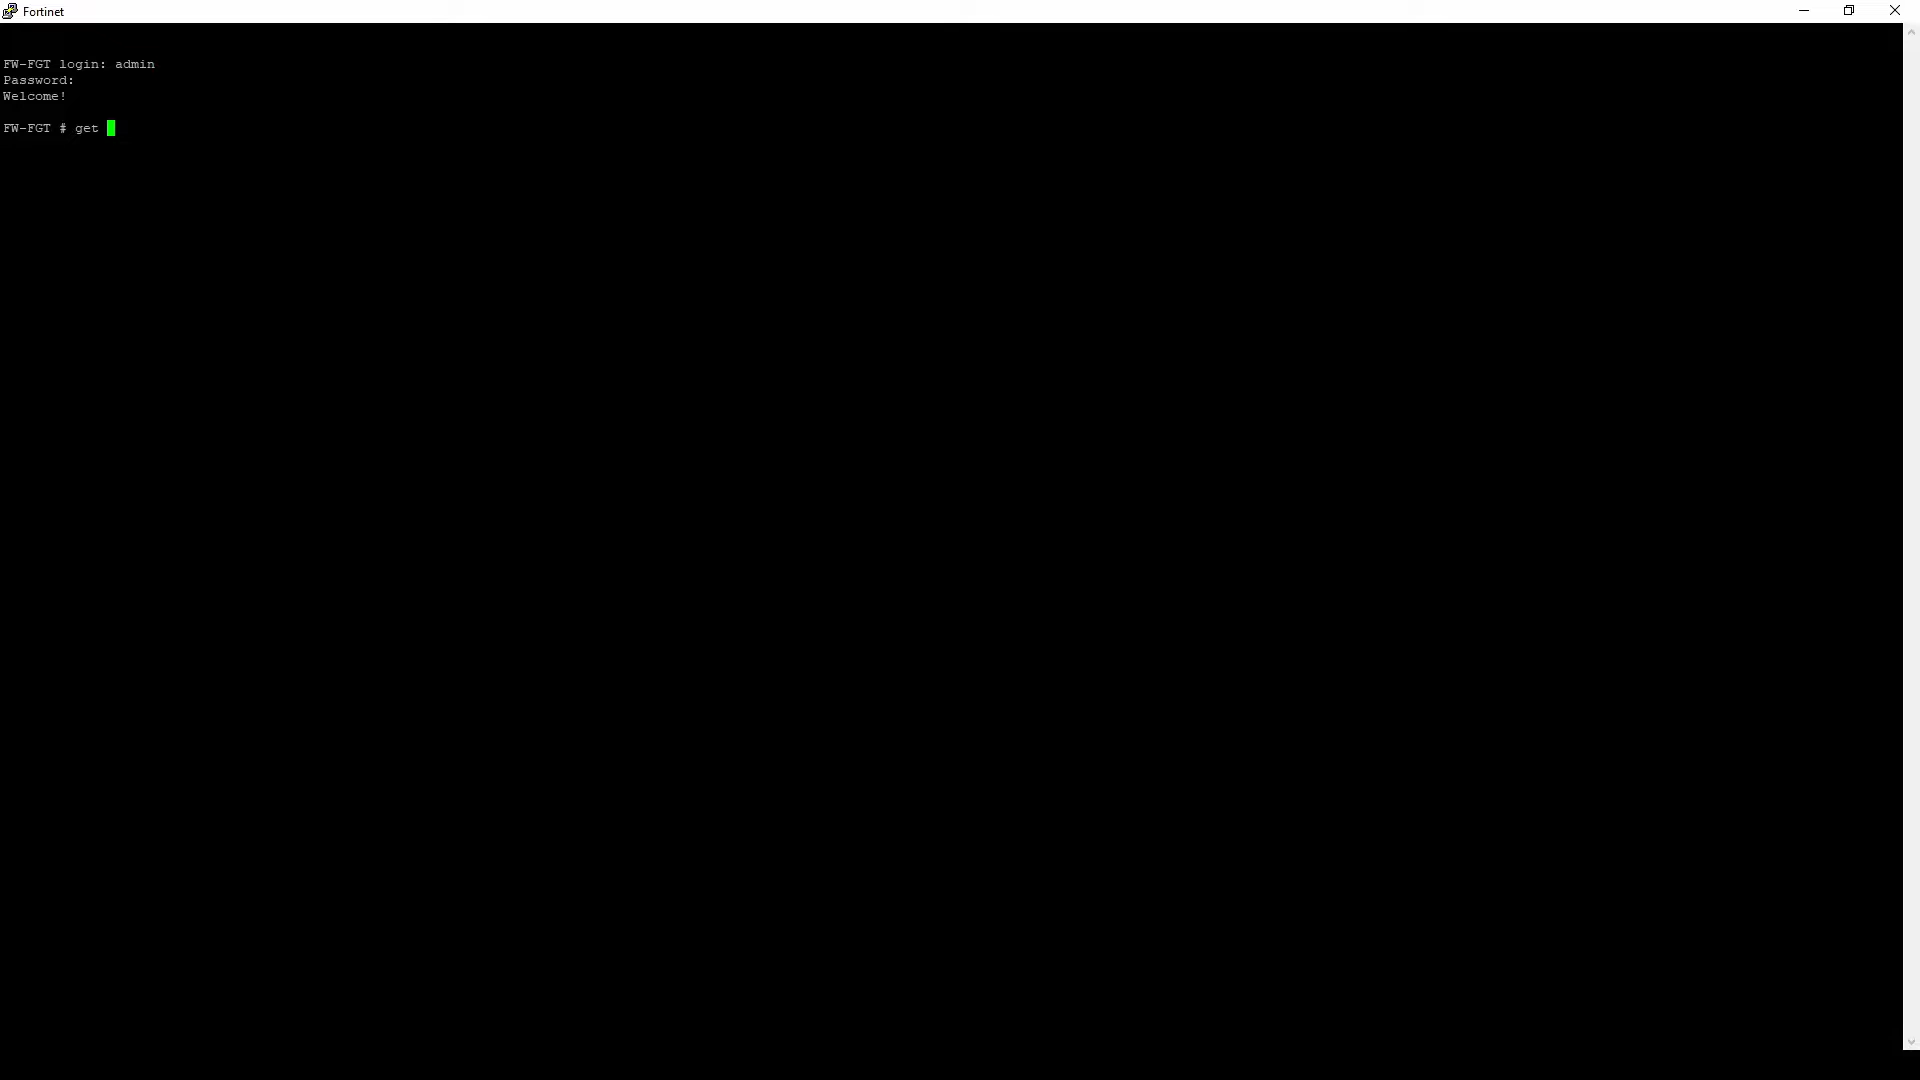 Fortinet
FW-FGT login: admin
Password:
Welcome!
FW-FGT # get